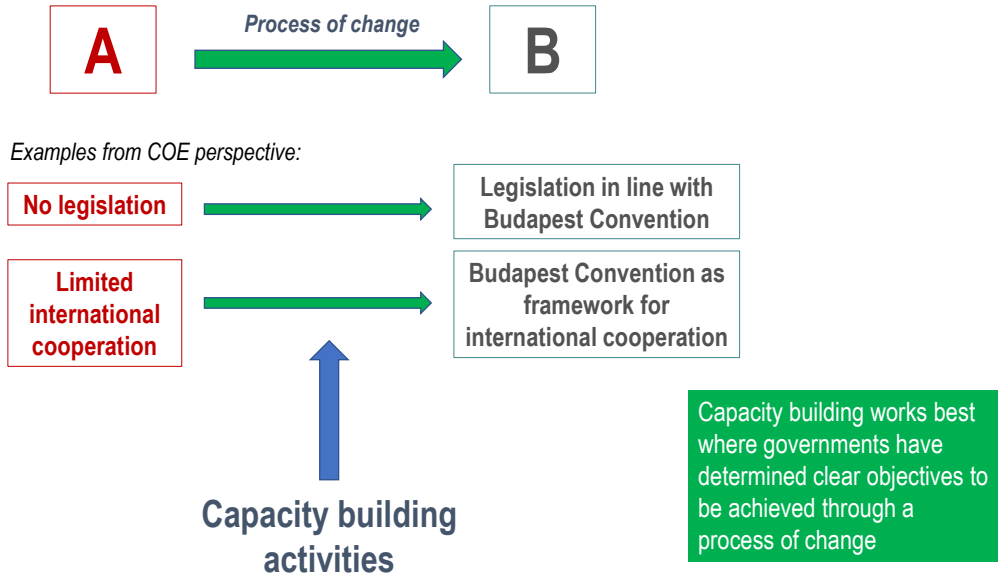 A
Process of change
B
Examples from COE perspective:
No legislation
Legislation in line with
Budapest Convention
Limited
international
cooperation
Budapest Convention as
framework for
international cooperation
Capacity building
activities
Capacity building works best
where governments have
determined clear objectives to
be achieved through a
process of change